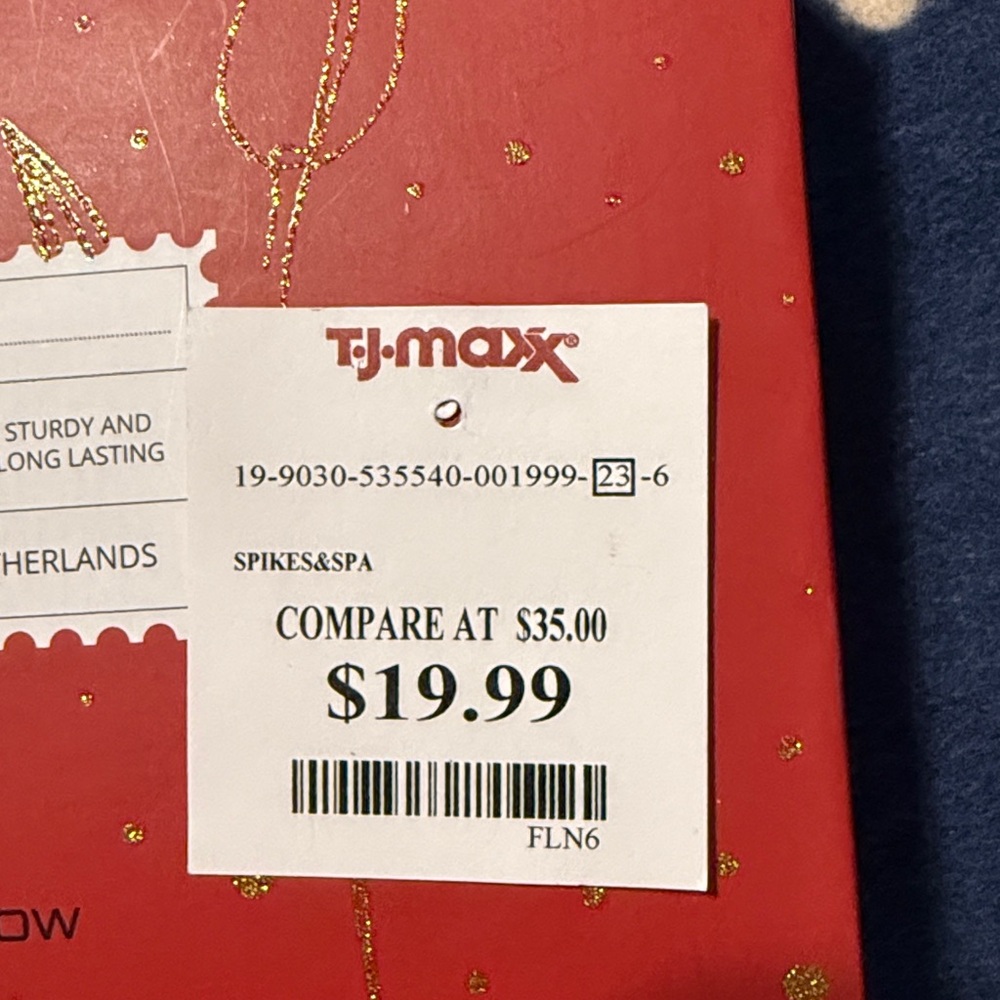 T·J·maxx®
19-9030-535540-001999-23-6
SPIKES&SPA
COMPARE AT $35.00
$19.99
FLN6
STURDY AND
LONG LASTING
THERLANDS
OW